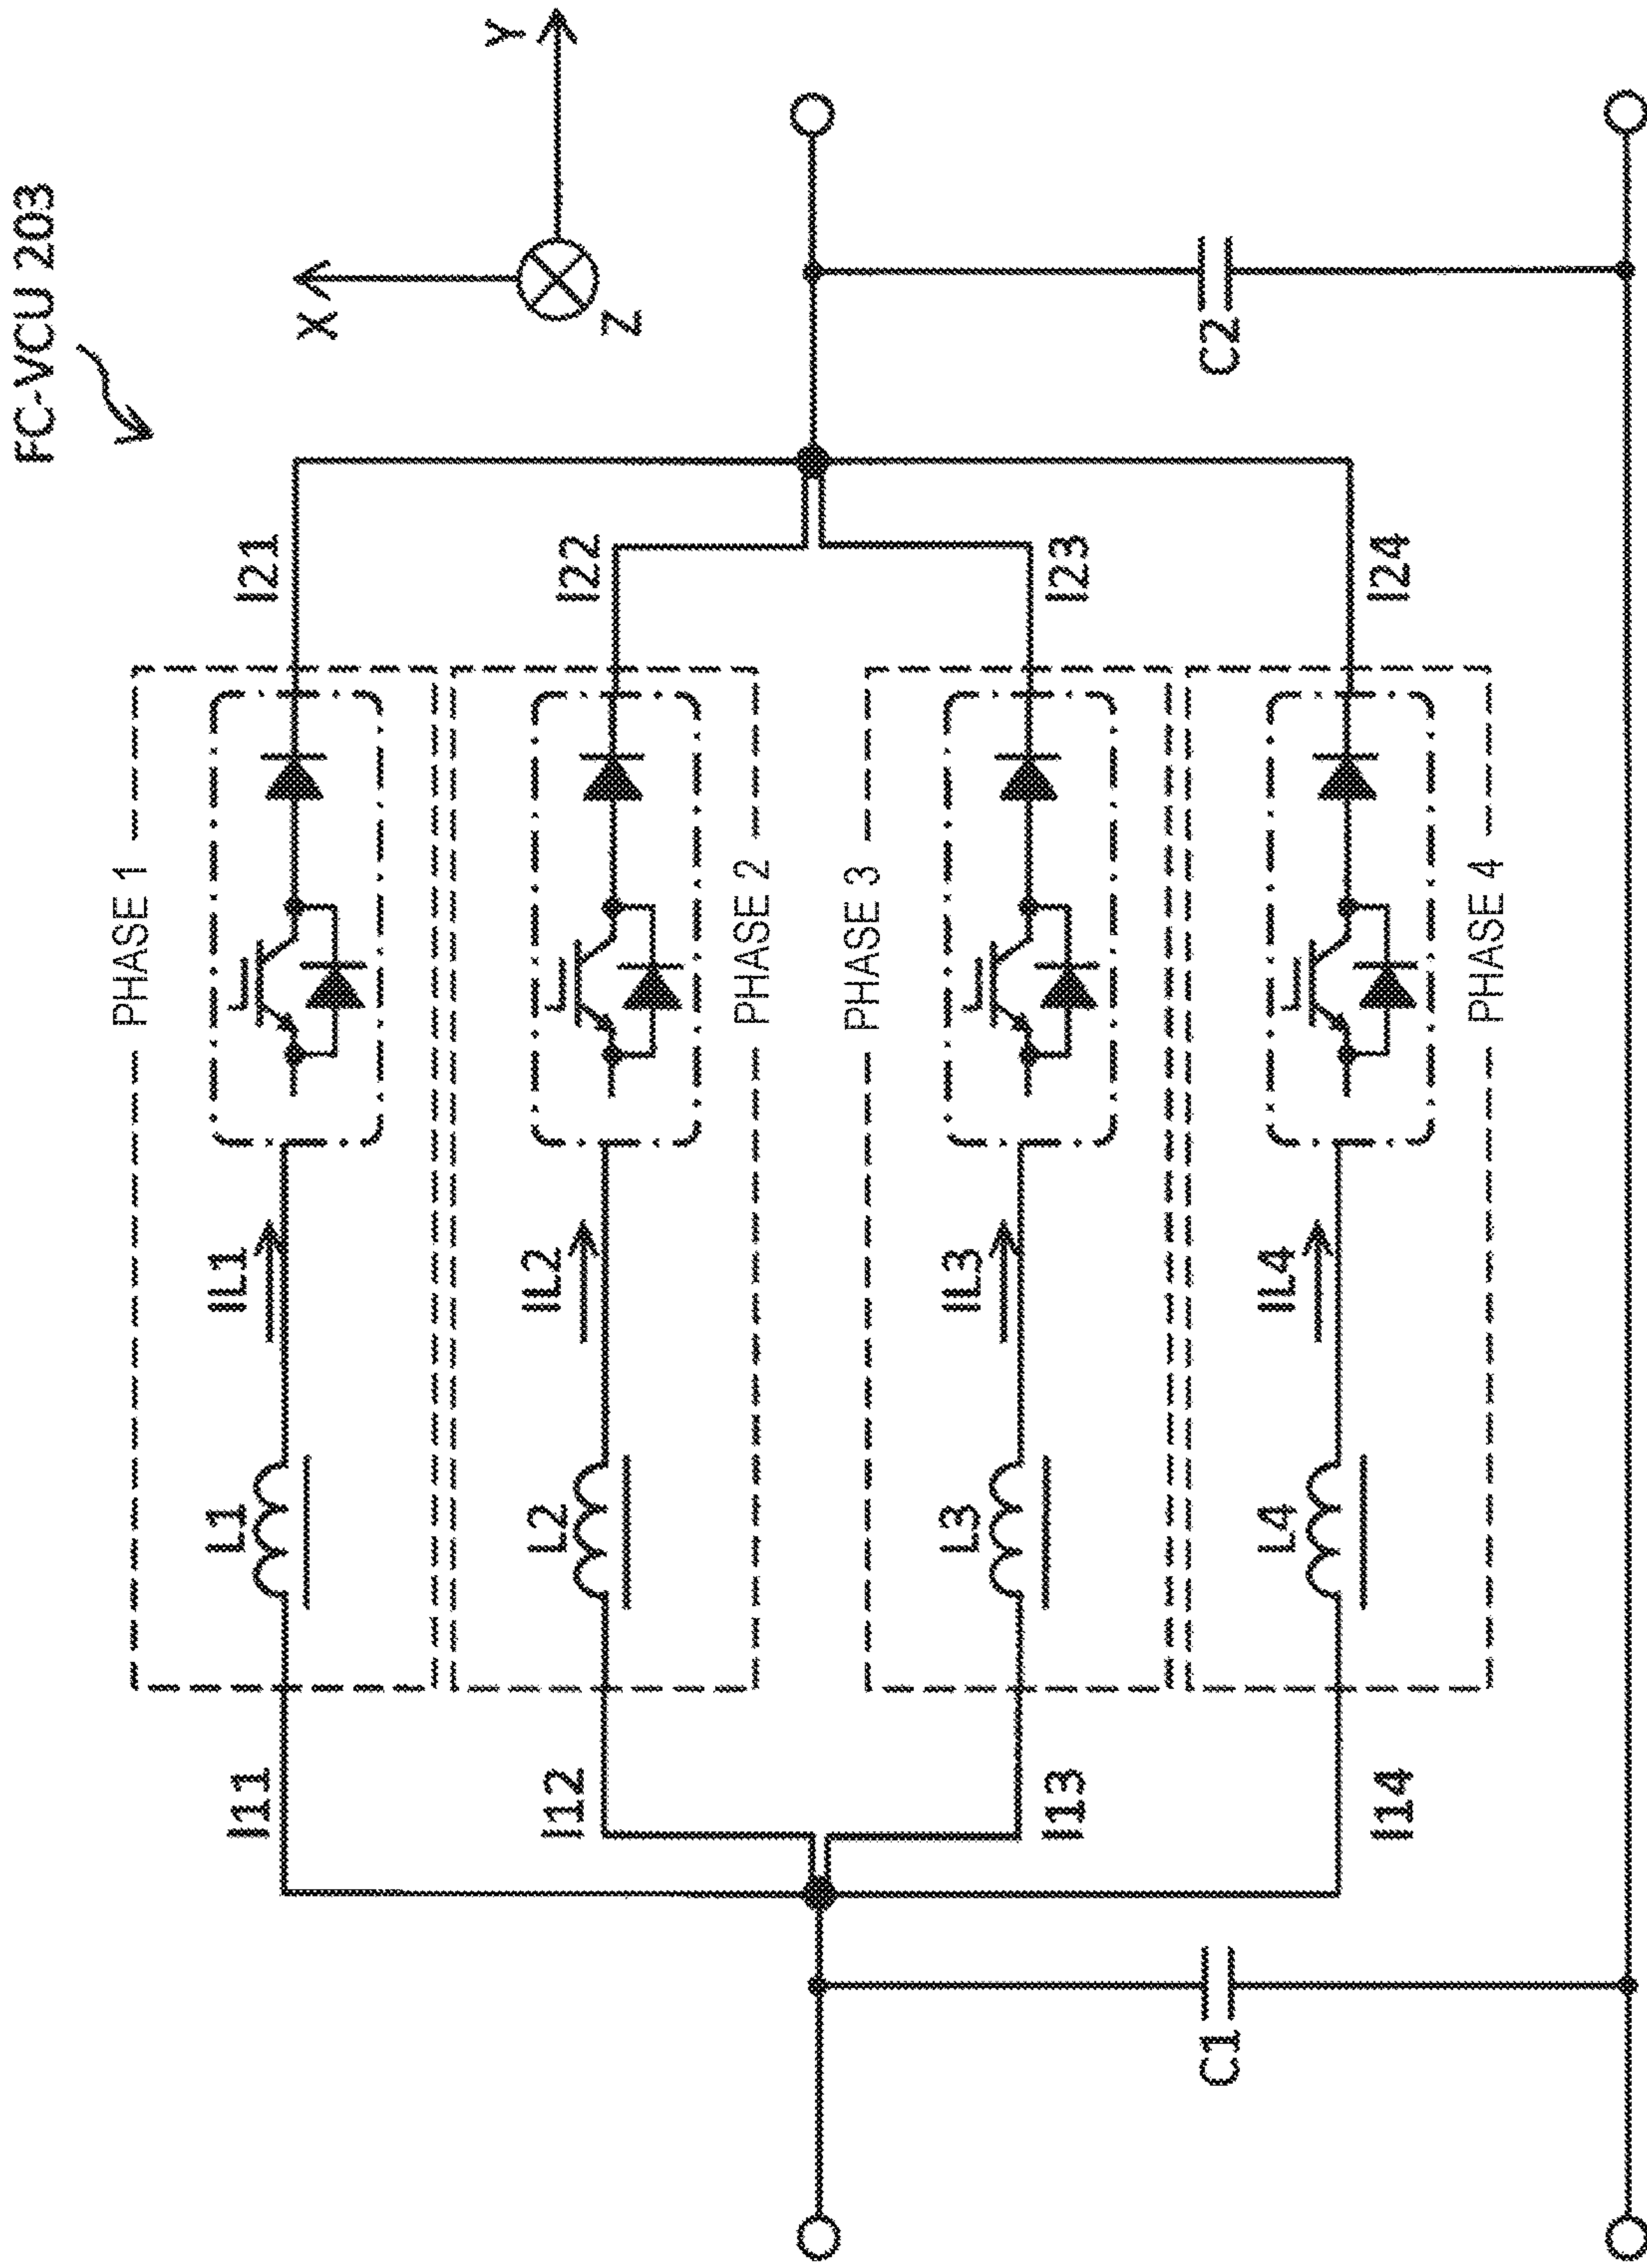 FC-VCU 203
X
Y
Z
PHASE 1
I11
L1
IL1
I21
I12
L2
IL2
I22
PHASE 2
PHASE 3
I13
L3
IL3
I23
I14
L4
IL4
I24
PHASE 4
C1
C2